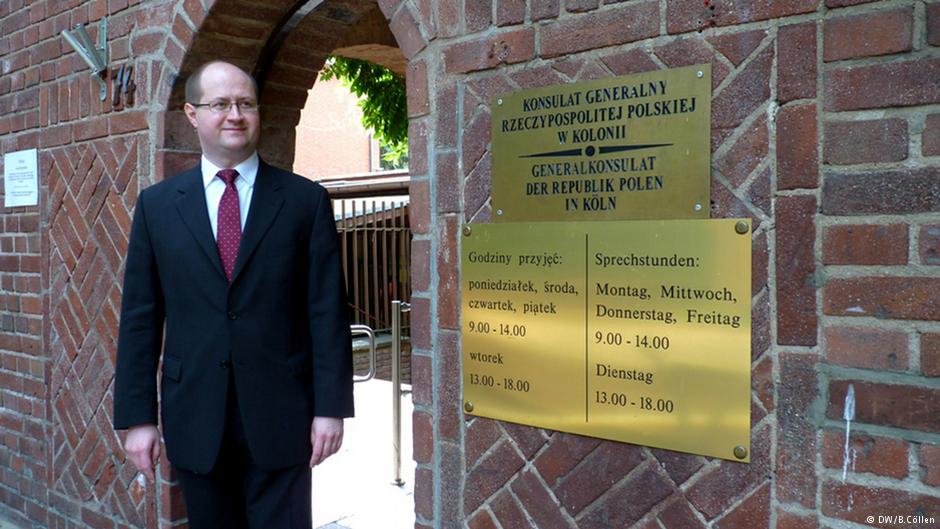 KONSULAT GENERALNY
RZECZYPOSPOLITEJ POLSKIEJ
W KOLONII
GENERALKONSULAT
DER REPUBLIK POLEN
IN KÖLN
Godziny przyjęć:
poniedziałek, środa,
czwartek, piątek
9.00 - 14.00
wtorek
13.00 - 18.00
Sprechstunden:
Montag, Mittwoch,
Donnerstag, Freitag
9.00 - 14.00
Dienstag
13.00 - 18.00
© DW/B.Cöllen